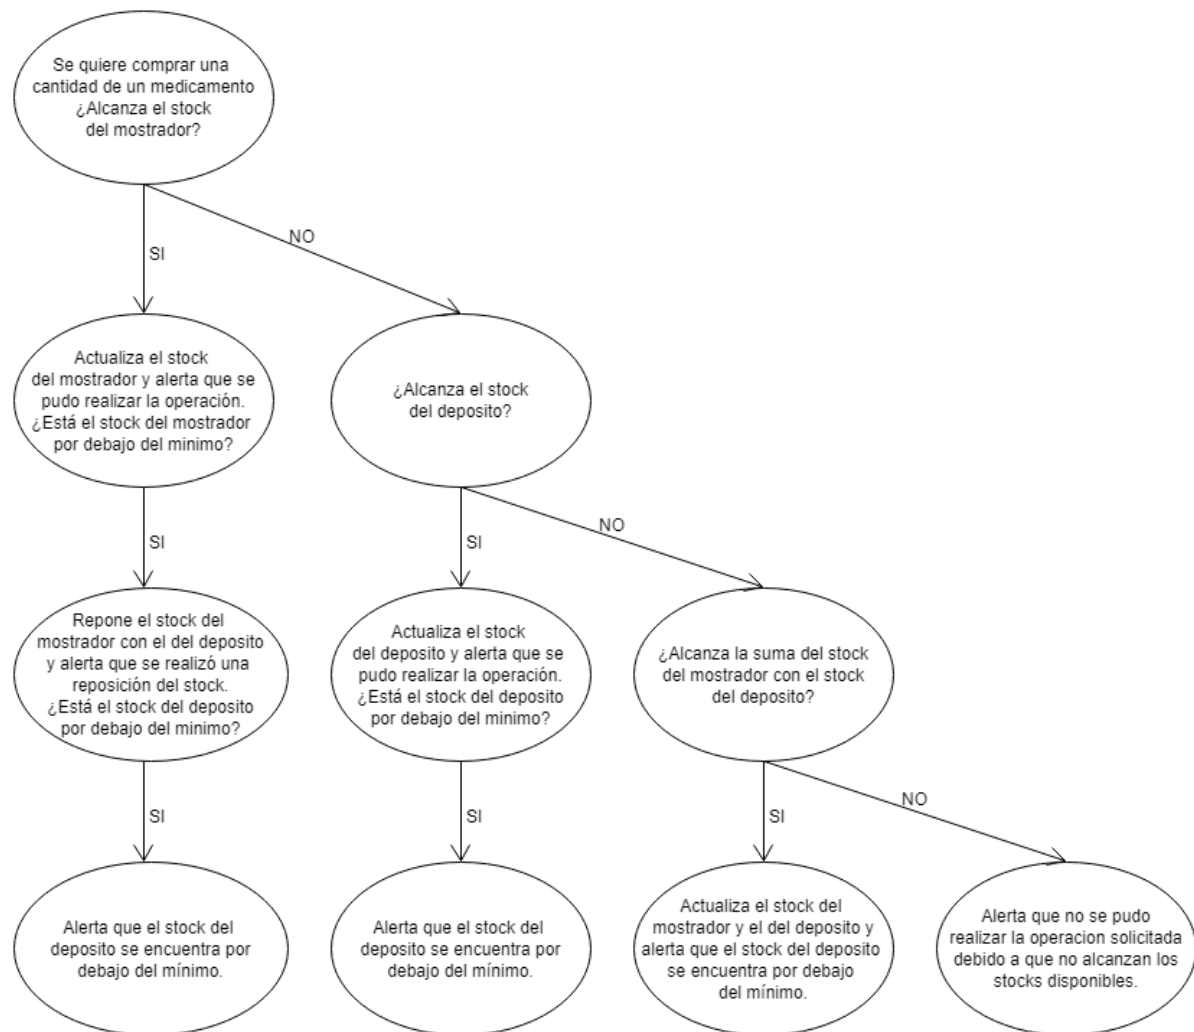 Se quiere comprar una
cantidad de un medicamento
¿Alcanza el stock
del mostrador?
SI
NO
Actualiza el stock
del mostrador y alerta que se
pudo realizar la operación.
¿Está el stock del mostrador
por debajo del minimo?
¿Alcanza el stock
del deposito?
SI
SI
NO
Repone el stock del
mostrador con el del deposito
y alerta que se realizó una
reposición del stock.
¿Está el stock del deposito
por debajo del minimo?
Actualiza el stock
del deposito y alerta que se
pudo realizar la operación.
¿Está el stock del deposito
por debajo del minimo?
¿Alcanza la suma del stock
del mostrador con el stock
del deposito?
SI
SI
SI
NO
Alerta que el stock del
deposito se encuentra por
debajo del mínimo.
Alerta que el stock del
deposito se encuentra por
debajo del mínimo.
Actualiza el stock del
mostrador y el del deposito y
alerta que el stock del deposito
se encuentra por debajo
del mínimo.
Alerta que no se pudo
realizar la operacion solicitada
debido a que no alcanzan los
stocks disponibles.